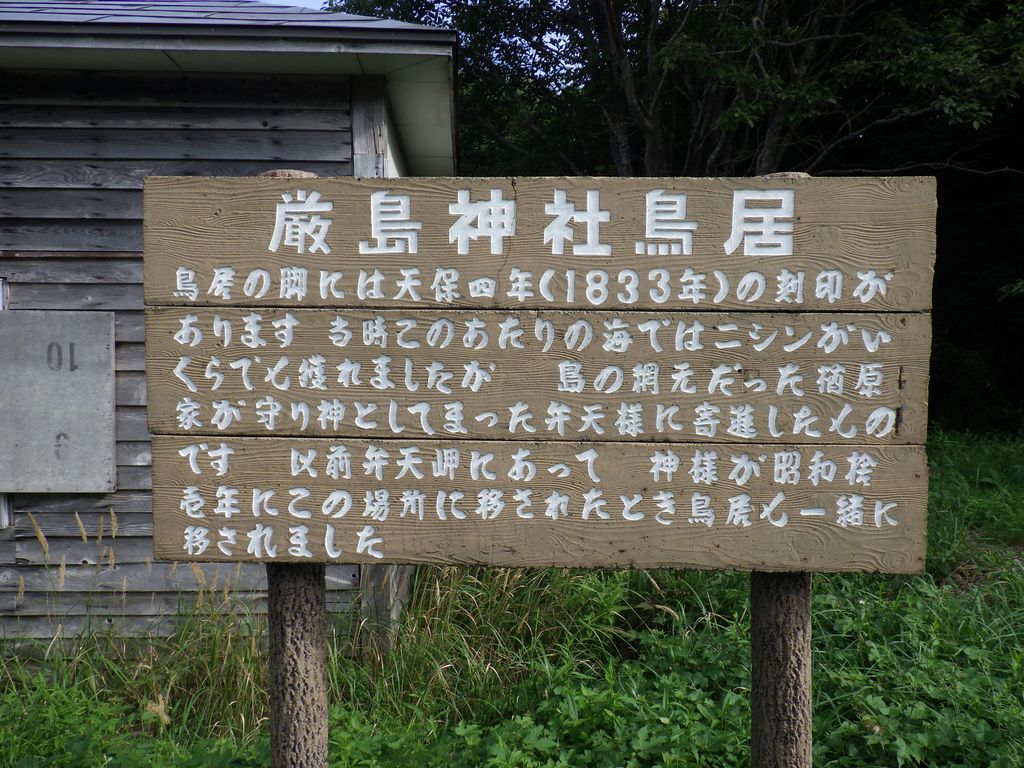 厳島神社鳥居
鳥居の脚には天保四年(1833年)の刻印が
あります 当時このあたりの海ではニシンがい
くらでも獲れましたが 島の網元だった宿原
家が守り神としてまった弁天様に寄進したもの
です 以前弁天岬にあって 神様が昭和拾
壱年にこの場所に移されたとき鳥居も一緒に
移されました
10